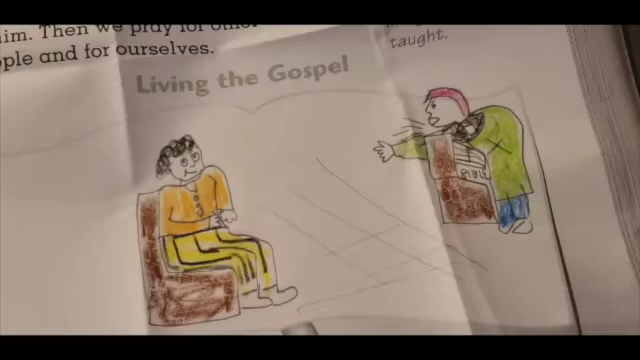 him. Then we pray for other
ople and for ourselves.
taught.
Living the Gospel
BIBLE